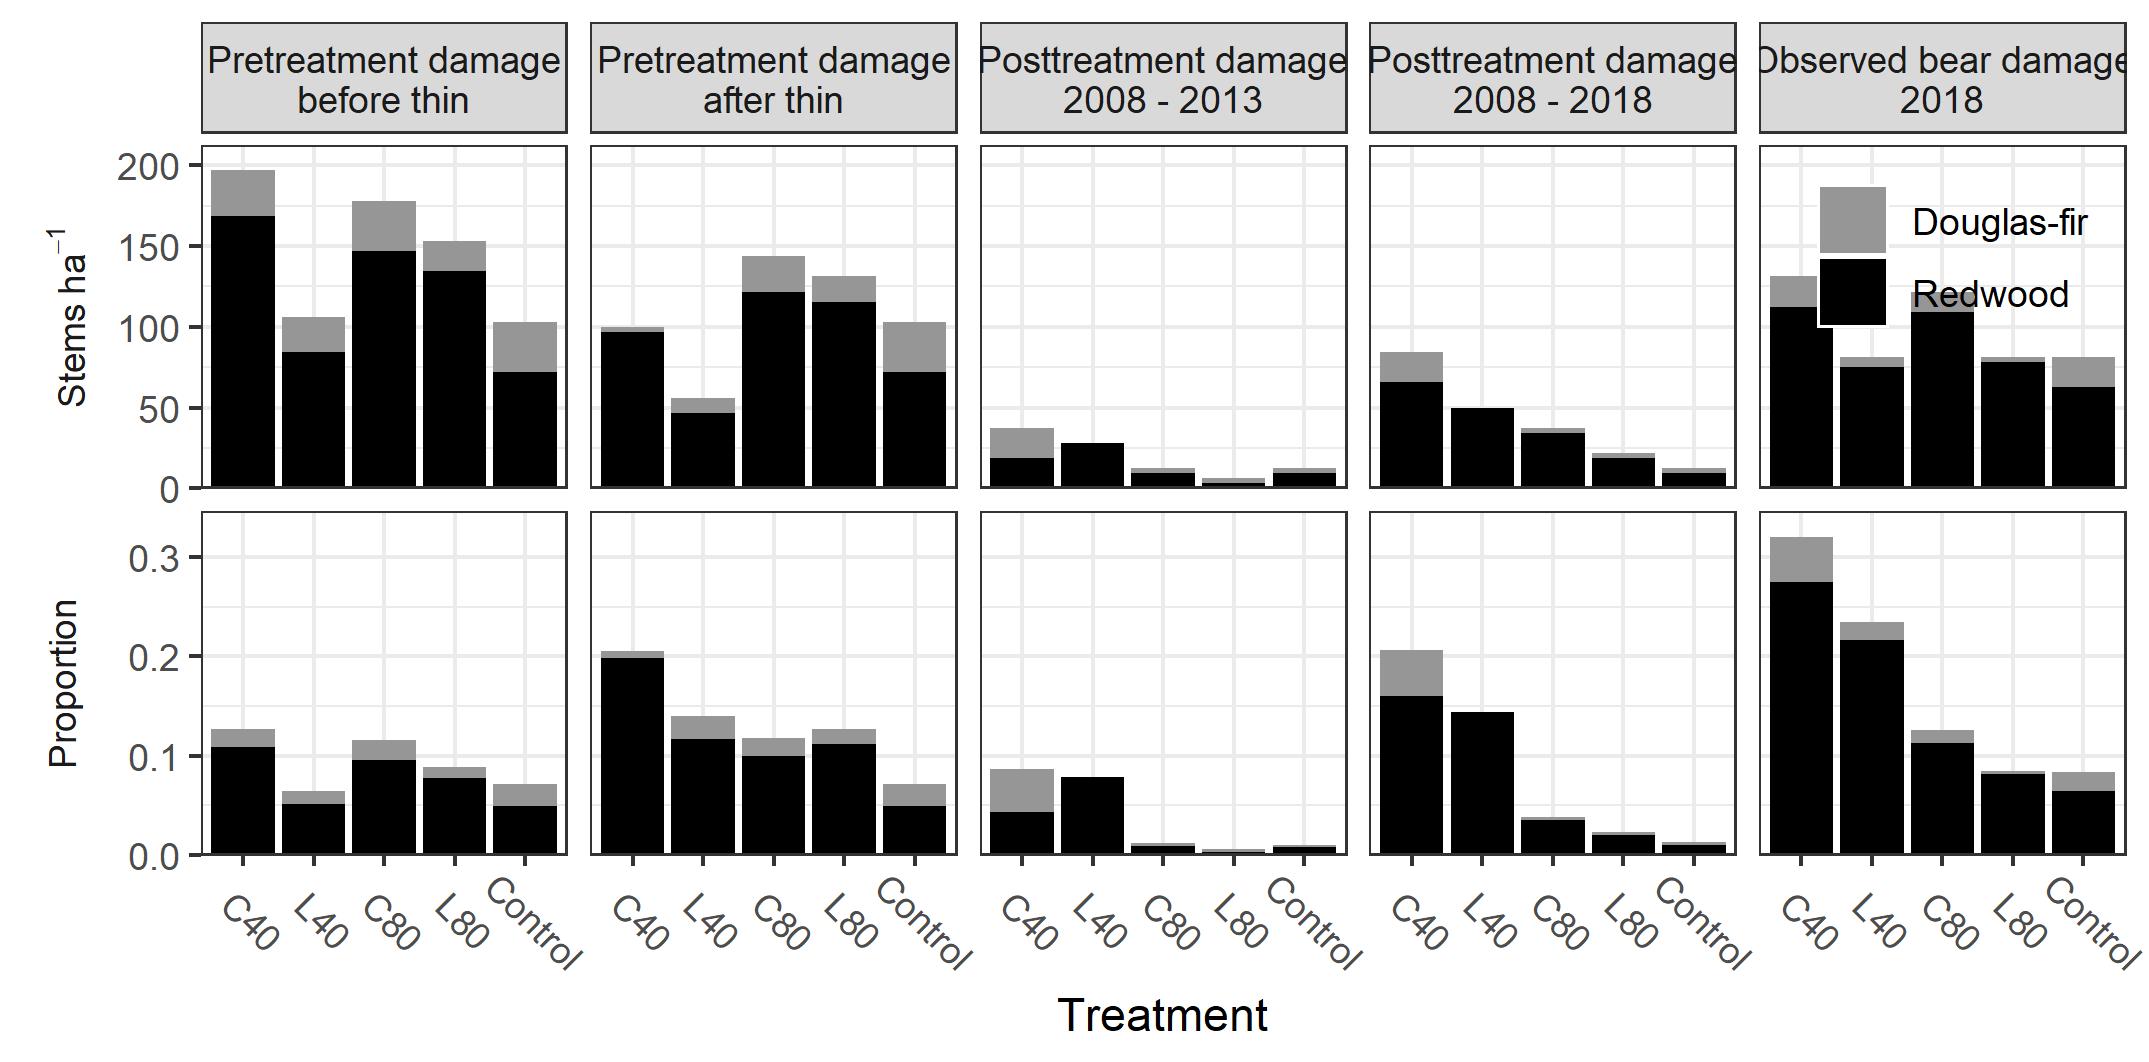 Pretreatment damage
before thin
Pretreatment damage
after thin
Posttreatment damage
2008 - 2013
Posttreatment damage
2008 - 2018
Observed bear damage
2018
Stems ha⁻¹
200
150
100
50
0
Douglas-fir
Redwood
Proportion
0.3
0.2
0.1
0.0
C40 L40 C80 L80 Control
C40 L40 C80 L80 Control
C40 L40 C80 L80 Control
C40 L40 C80 L80 Control
C40 L40 C80 L80 Control
Treatment